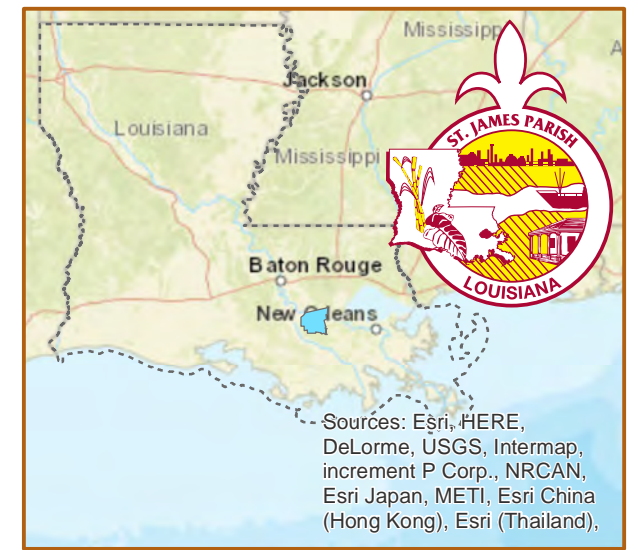 Mississipp
A
Jackson
Louisiana
Mississippi
ST. JAMES PARISH
LOUISIANA
Baton Rouge
New Orleans
Sources: Esri, HERE,
DeLorme, USGS, Intermap,
increment P Corp., NRCAN,
Esri Japan, METI, Esri China
(Hong Kong), Esri (Thailand),